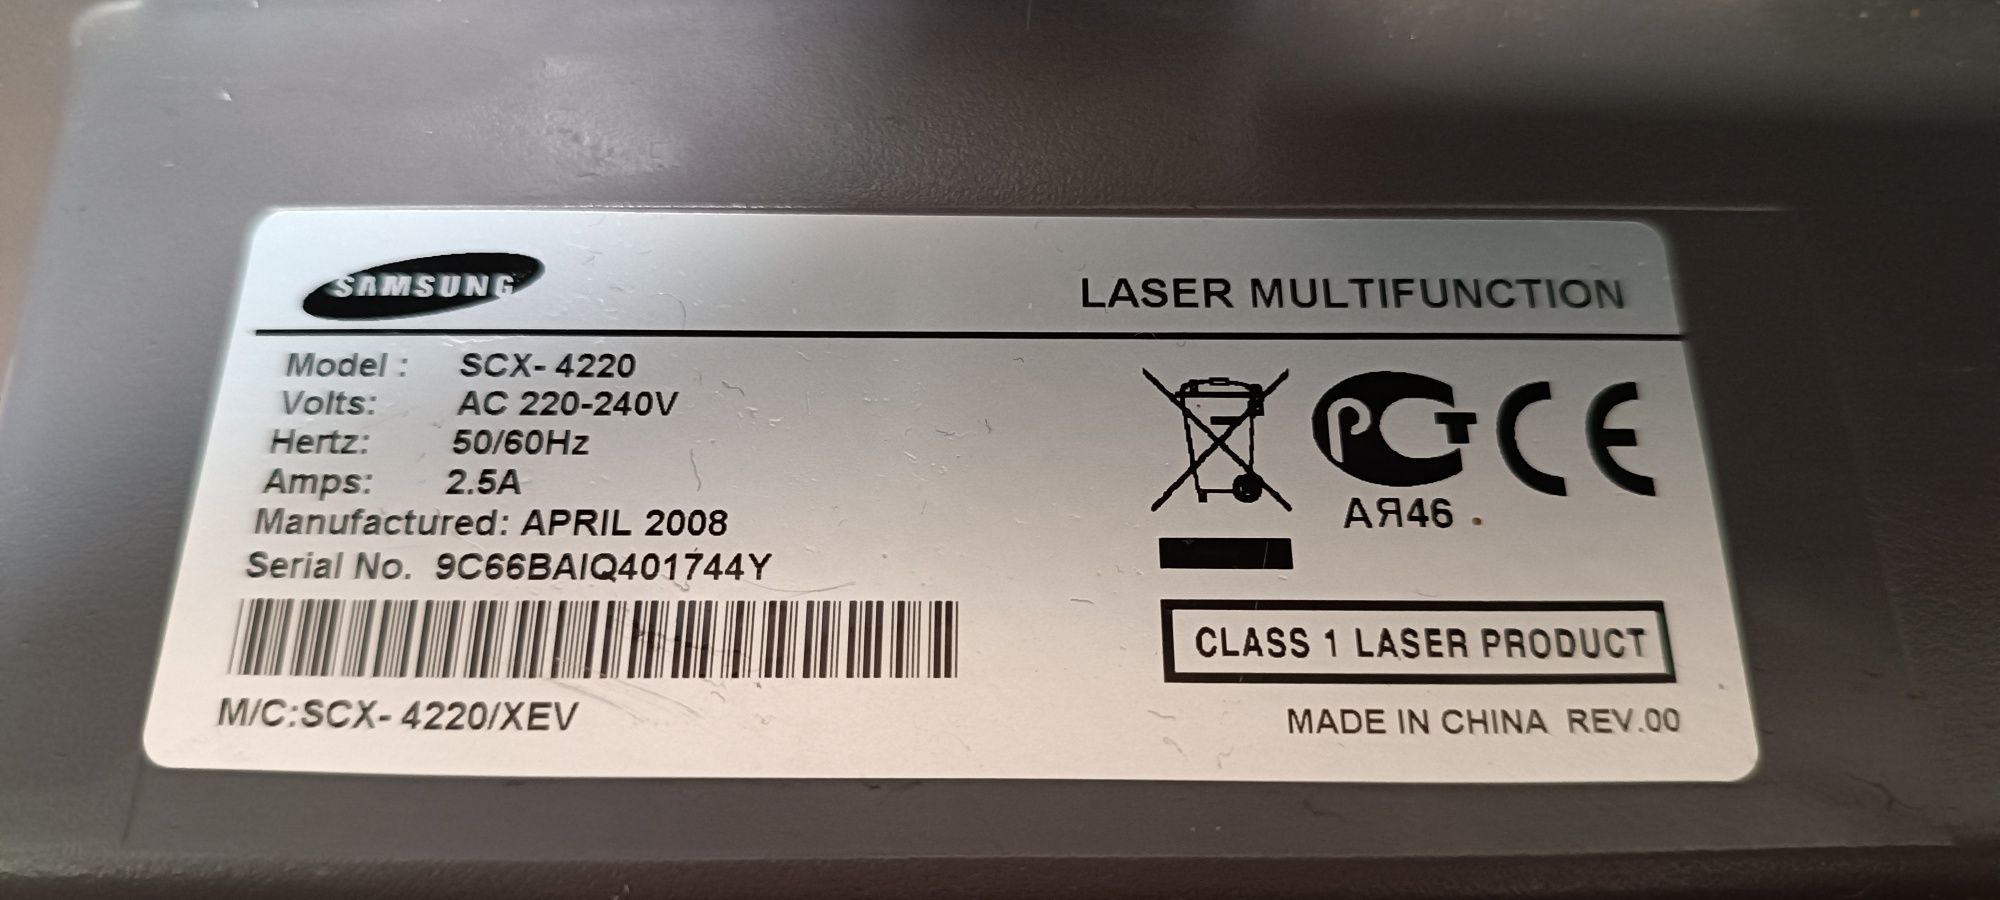 SAMSUNG
LASER MULTIFUNCTION
Model : SCX- 4220
Volts: AC 220-240V
Hertz: 50/60Hz
Amps: 2.5A
Manufactured: APRIL 2008
Serial No. 9C66BAIQ401744Y
M/C:SCX- 4220/XEV
РСТ
CE
АЯ46
CLASS 1 LASER PRODUCT
MADE IN CHINA REV.00